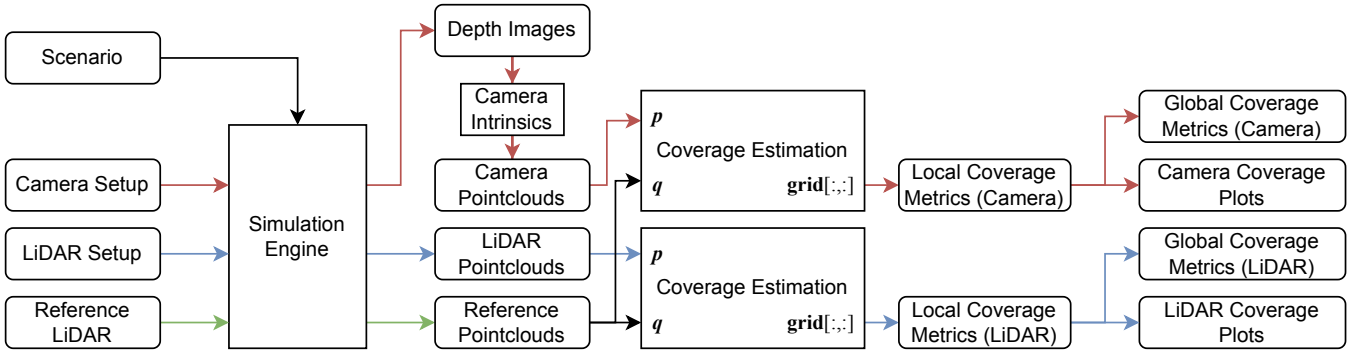 Scenario
Camera Setup
LiDAR Setup
Reference
LiDAR
Simulation
Engine
Depth Images
Camera
Intrinsics
Camera
Pointclouds
LiDAR
Pointclouds
Reference
Pointclouds
p
Coverage Estimation
q grid[:,:]
p
Coverage Estimation
q grid[:,:]
Local Coverage
Metrics (Camera)
Local Coverage
Metrics (LiDAR)
Global Coverage
Metrics (Camera)
Camera Coverage
Plots
Global Coverage
Metrics (LiDAR)
LiDAR Coverage
Plots